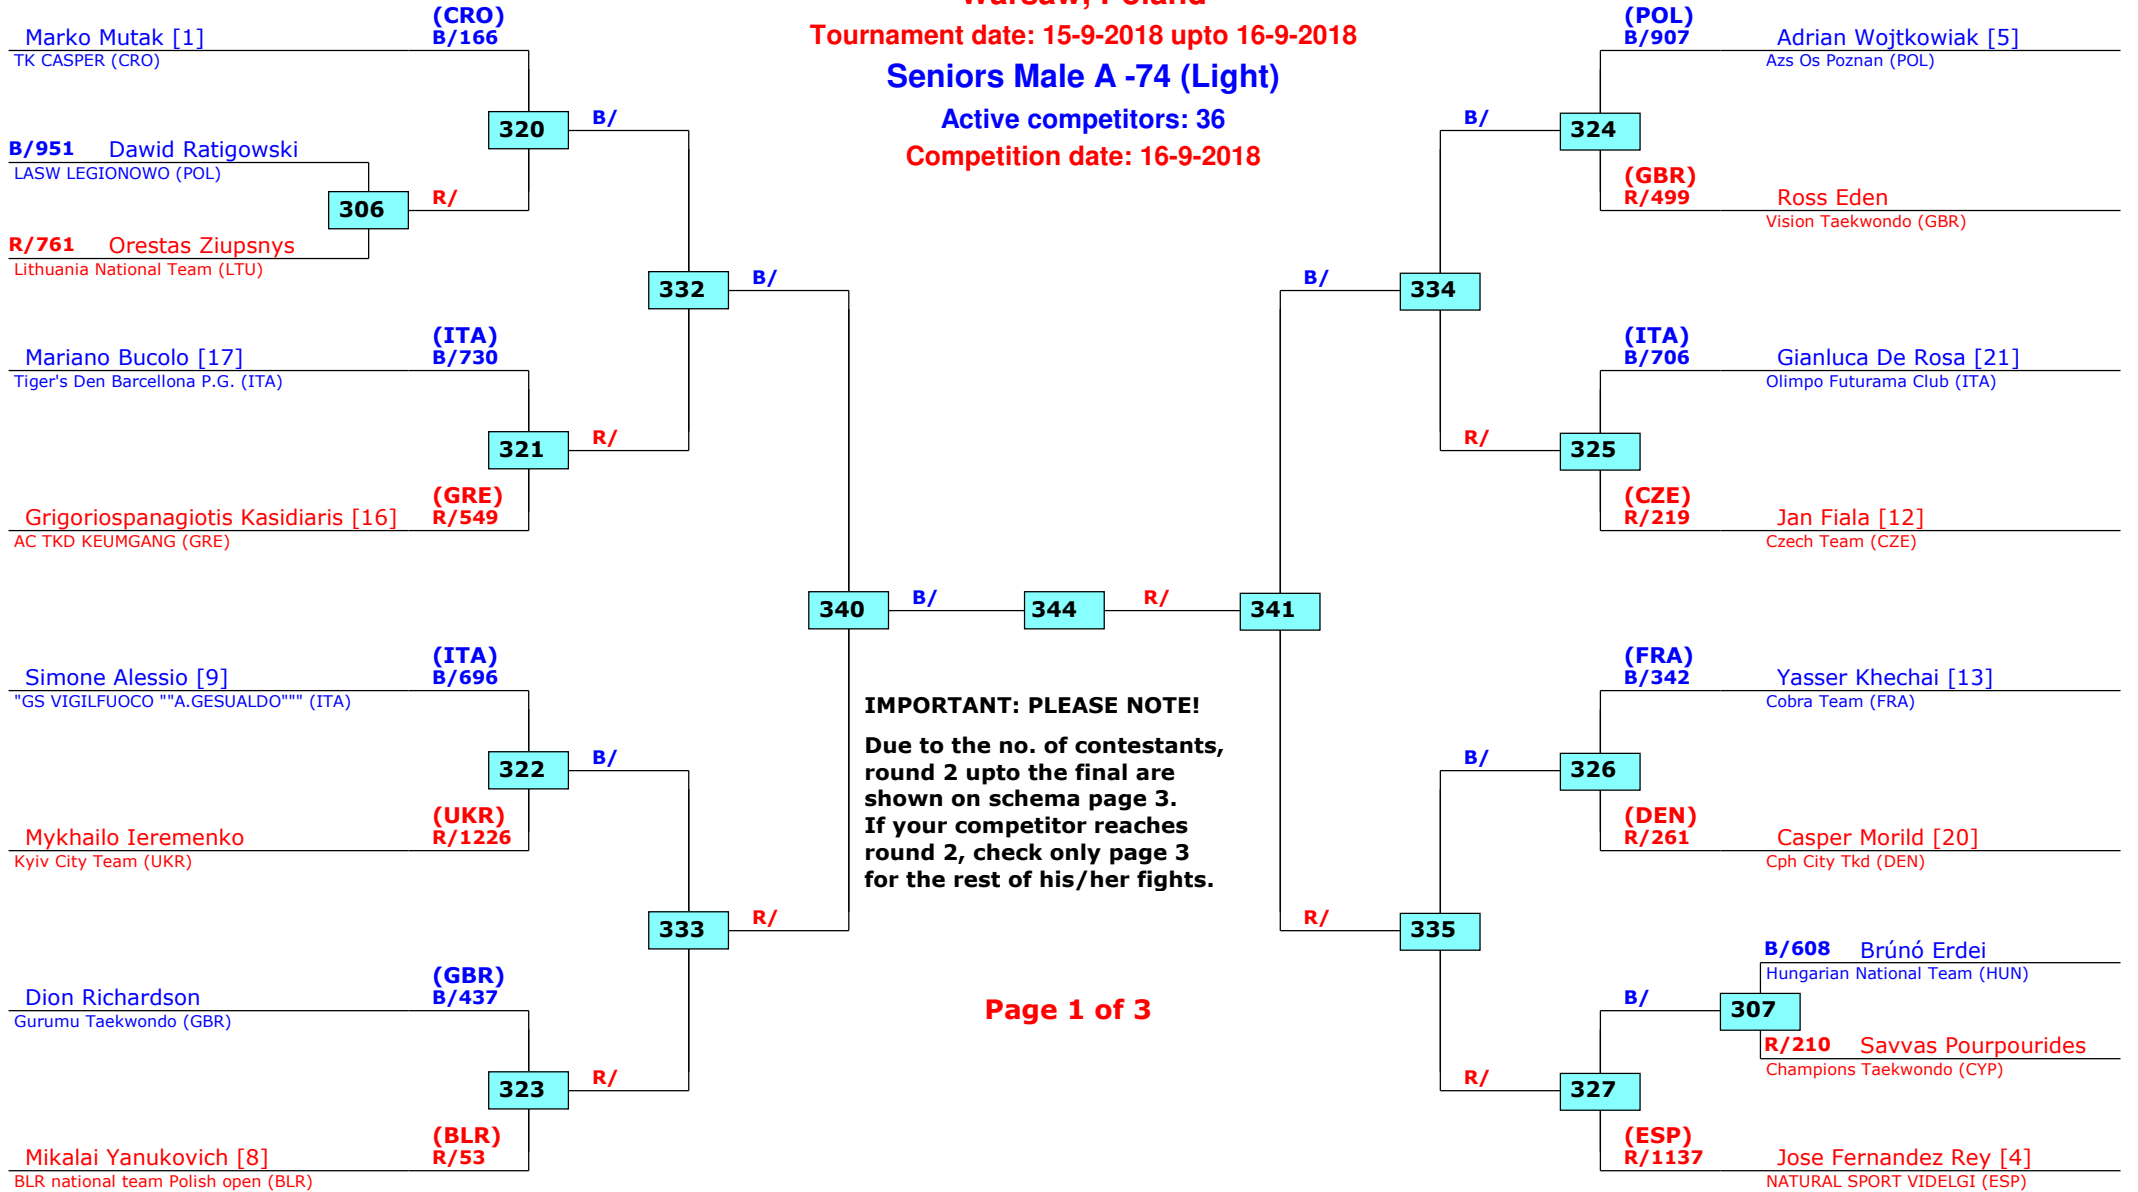 Warsaw, Poland
Tournament date: 15-9-2018 upto 16-9-2018
Seniors Male A -74 (Light)
Active competitors: 36
Competition date: 16-9-2018
(CRO)
Marko Mutak [1] B/166
TK CASPER (CRO)
320
B/
B/951 Dawid Ratigowski
LASW LEGIONOWO (POL)
306
R/
R/761 Orestas Ziupsnys
Lithuania National Team (LTU)
332
B/
(ITA)
Mariano Bucolo [17] B/730
Tiger's Den Barcellona P.G. (ITA)
321
R/
(GRE)
Grigoriospanagiotis Kasidiaris [16] R/549
AC TKD KEUMGANG (GRE)
340
B/
344
R/
341
(ITA)
Simone Alessio [9] B/696
"GS VIGILFUOCO ""A.GESUALDO""" (ITA)
322
B/
(UKR)
Mykhailo Ieremenko R/1226
Kyiv City Team (UKR)
333
R/
(GBR)
Dion Richardson B/437
Gurumu Taekwondo (GBR)
323
R/
(BLR)
Mikalai Yanukovich [8] R/53
BLR national team Polish open (BLR)
IMPORTANT: PLEASE NOTE!
Due to the no. of contestants,
round 2 upto the final are
shown on schema page 3.
If your competitor reaches
round 2, check only page 3
for the rest of his/her fights.
Page 1 of 3
(POL)
B/907 Adrian Wojtkowiak [5]
Azs Os Poznan (POL)
B/
324
(GBR)
R/499 Ross Eden
Vision Taekwondo (GBR)
B/
334
(ITA)
B/706 Gianluca De Rosa [21]
Olimpo Futurama Club (ITA)
R/
325
(CZE)
R/219 Jan Fiala [12]
Czech Team (CZE)
(FRA)
B/342 Yasser Khechai [13]
Cobra Team (FRA)
B/
326
(DEN)
R/261 Casper Morild [20]
Cph City Tkd (DEN)
R/
335
B/608 Brúnó Erdei
Hungarian National Team (HUN)
B/
307
R/210 Savvas Pourpourides
Champions Taekwondo (CYP)
R/
327
(ESP)
R/1137 Jose Fernandez Rey [4]
NATURAL SPORT VIDELGI (ESP)